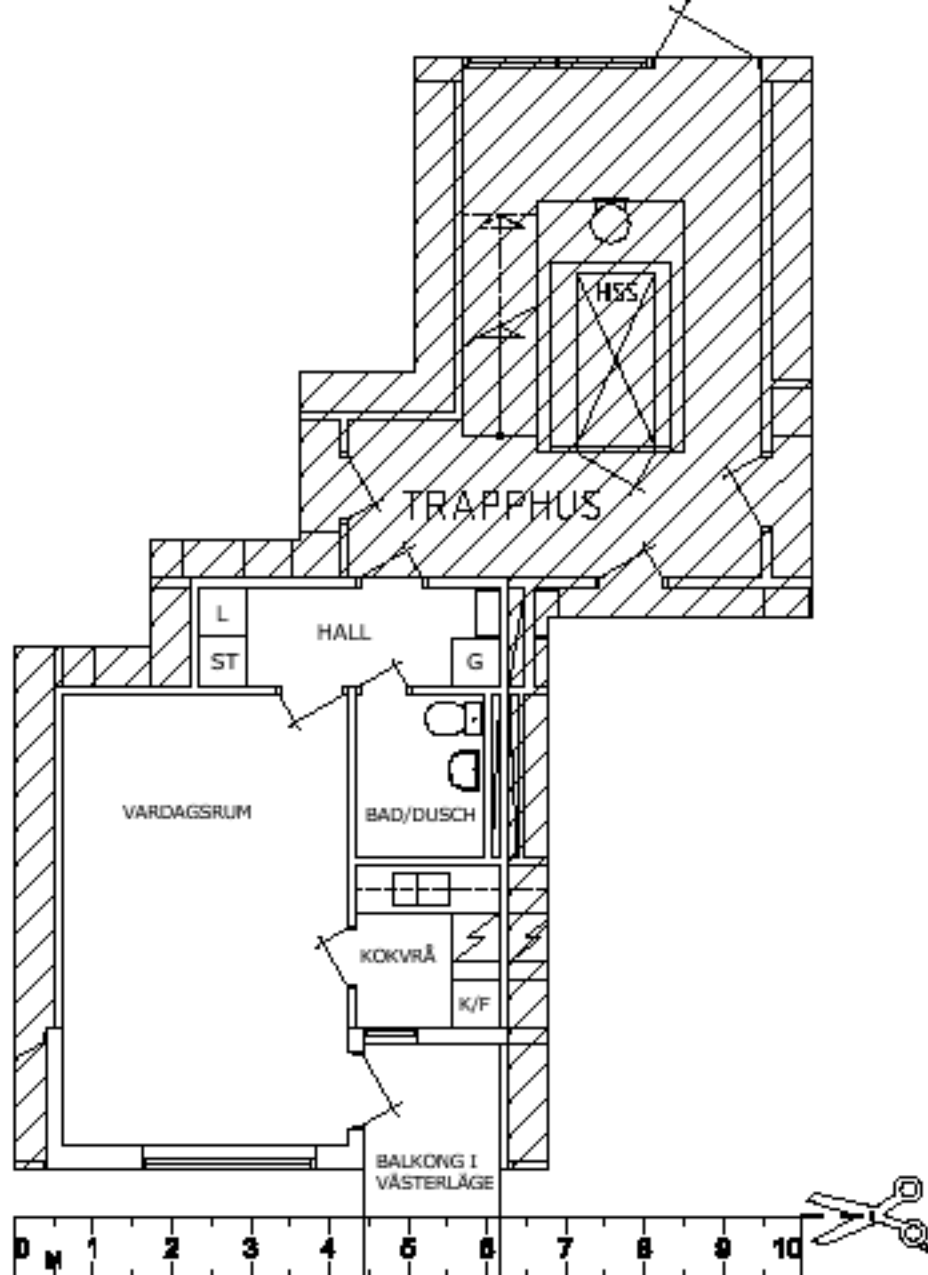 HSS
TRAPPHUS
L
HALL
ST
G
VARDAGSRUM
BAD/DUSCH
KOKVRÅ
K/F
BALKONG I
VÄSTERLÄGE
0 M 1 2 3 4 5 6 7 8 9 10